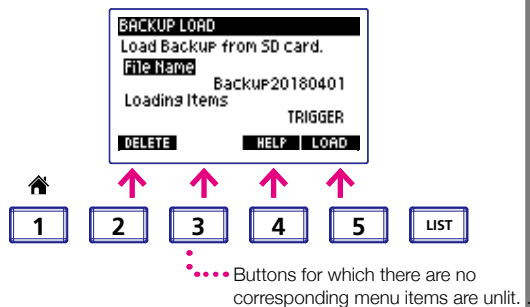 BACKUP LOAD
Load Backup from SD card.
File Name
Backup20180401
Loading Items
TRIGGER
DELETE HELP LOAD
1 2 3 4 5 LIST
Buttons for which there are no
corresponding menu items are unlit.